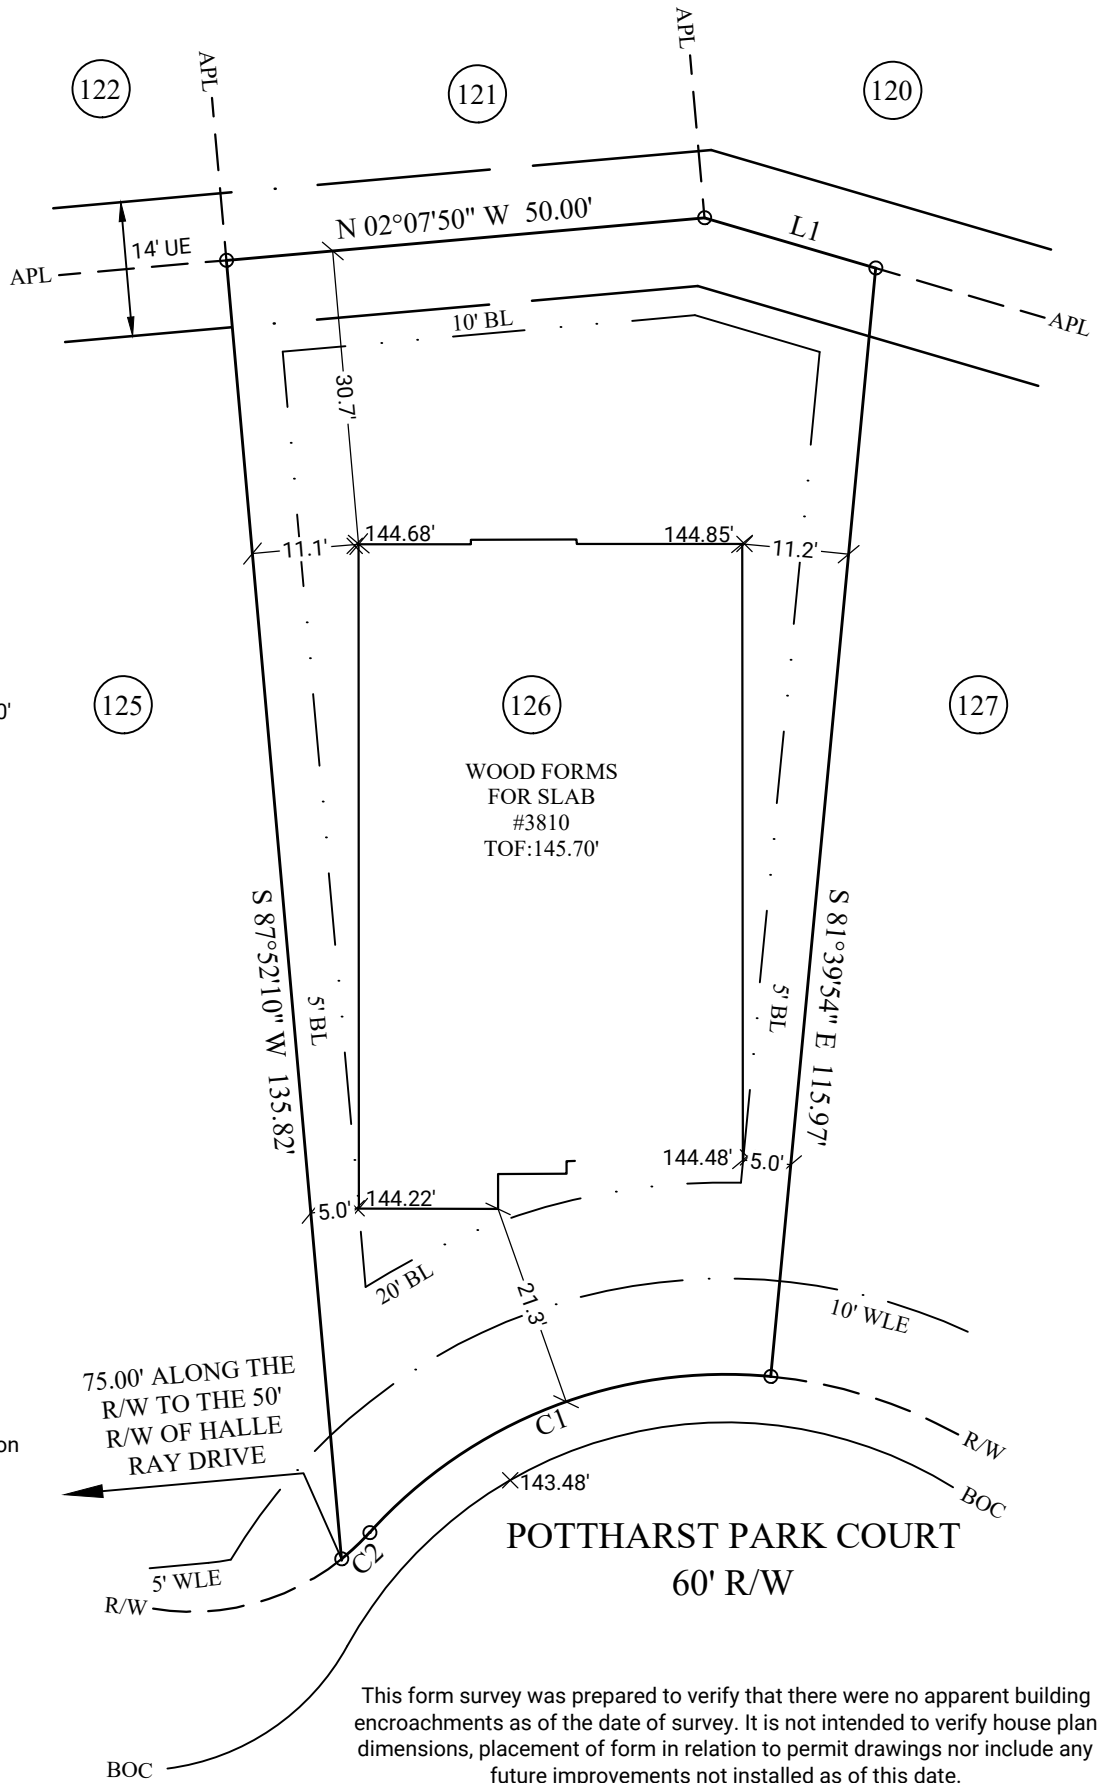 APL
APL
122
121
120
N 02°07'50" W 50.00'
L1
14' UE
APL
APL
10' BL
30.7'
144.68'
144.85'
11.1'
11.2'
125
126
127
0'
WOOD FORMS
FOR SLAB
#3810
TOF:145.70'
S 87°52'10" W 135.82'
S 81°39'54" E 115.97'
5' BL
5' BL
144.48'
5.0'
5.0'
144.22'
20' BL
21.3'
10' WLE
75.00' ALONG THE
R/W TO THE 50'
R/W OF HALLE
RAY DRIVE
on
C1
R/W
143.48'
BOC
C2
POTTHARST PARK COURT
60' R/W
5' WLE
R/W
This form survey was prepared to verify that there were no apparent building
encroachments as of the date of survey. It is not intended to verify house plan
dimensions, placement of form in relation to permit drawings nor include any
future improvements not installed as of this date.
BOC